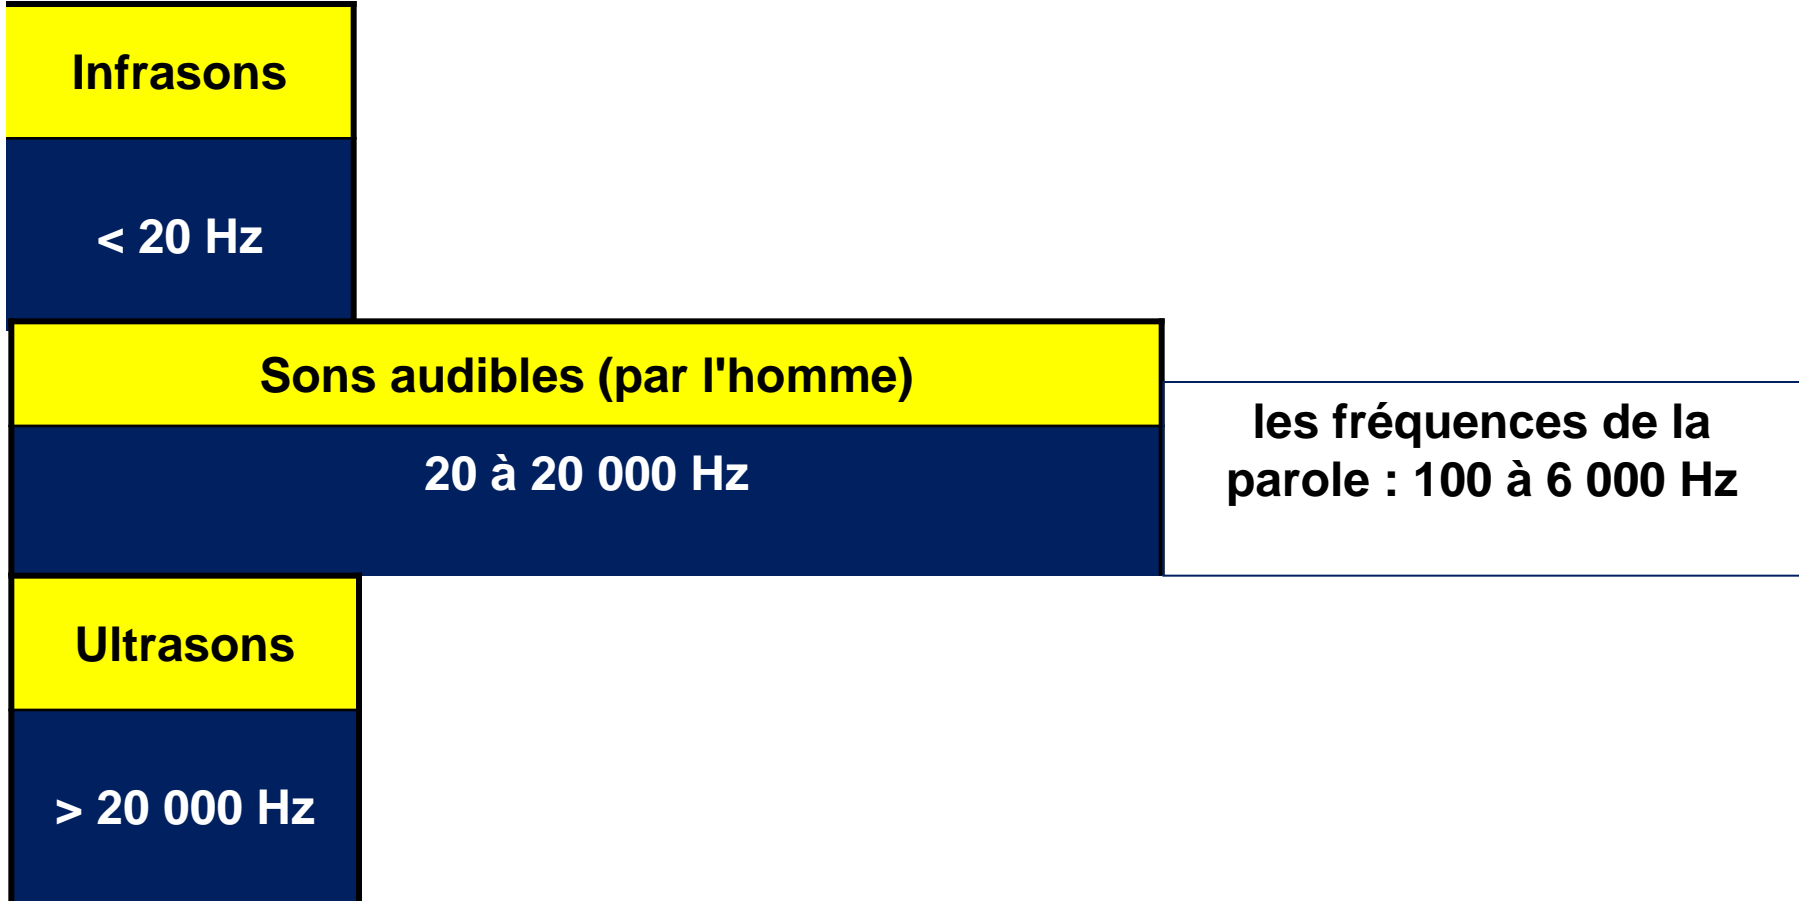 Infrasons
< 20 Hz
Sons audibles (par l'homme)
20 à 20 000 Hz
les fréquences de la
parole : 100 à 6 000 Hz
Ultrasons
> 20 000 Hz